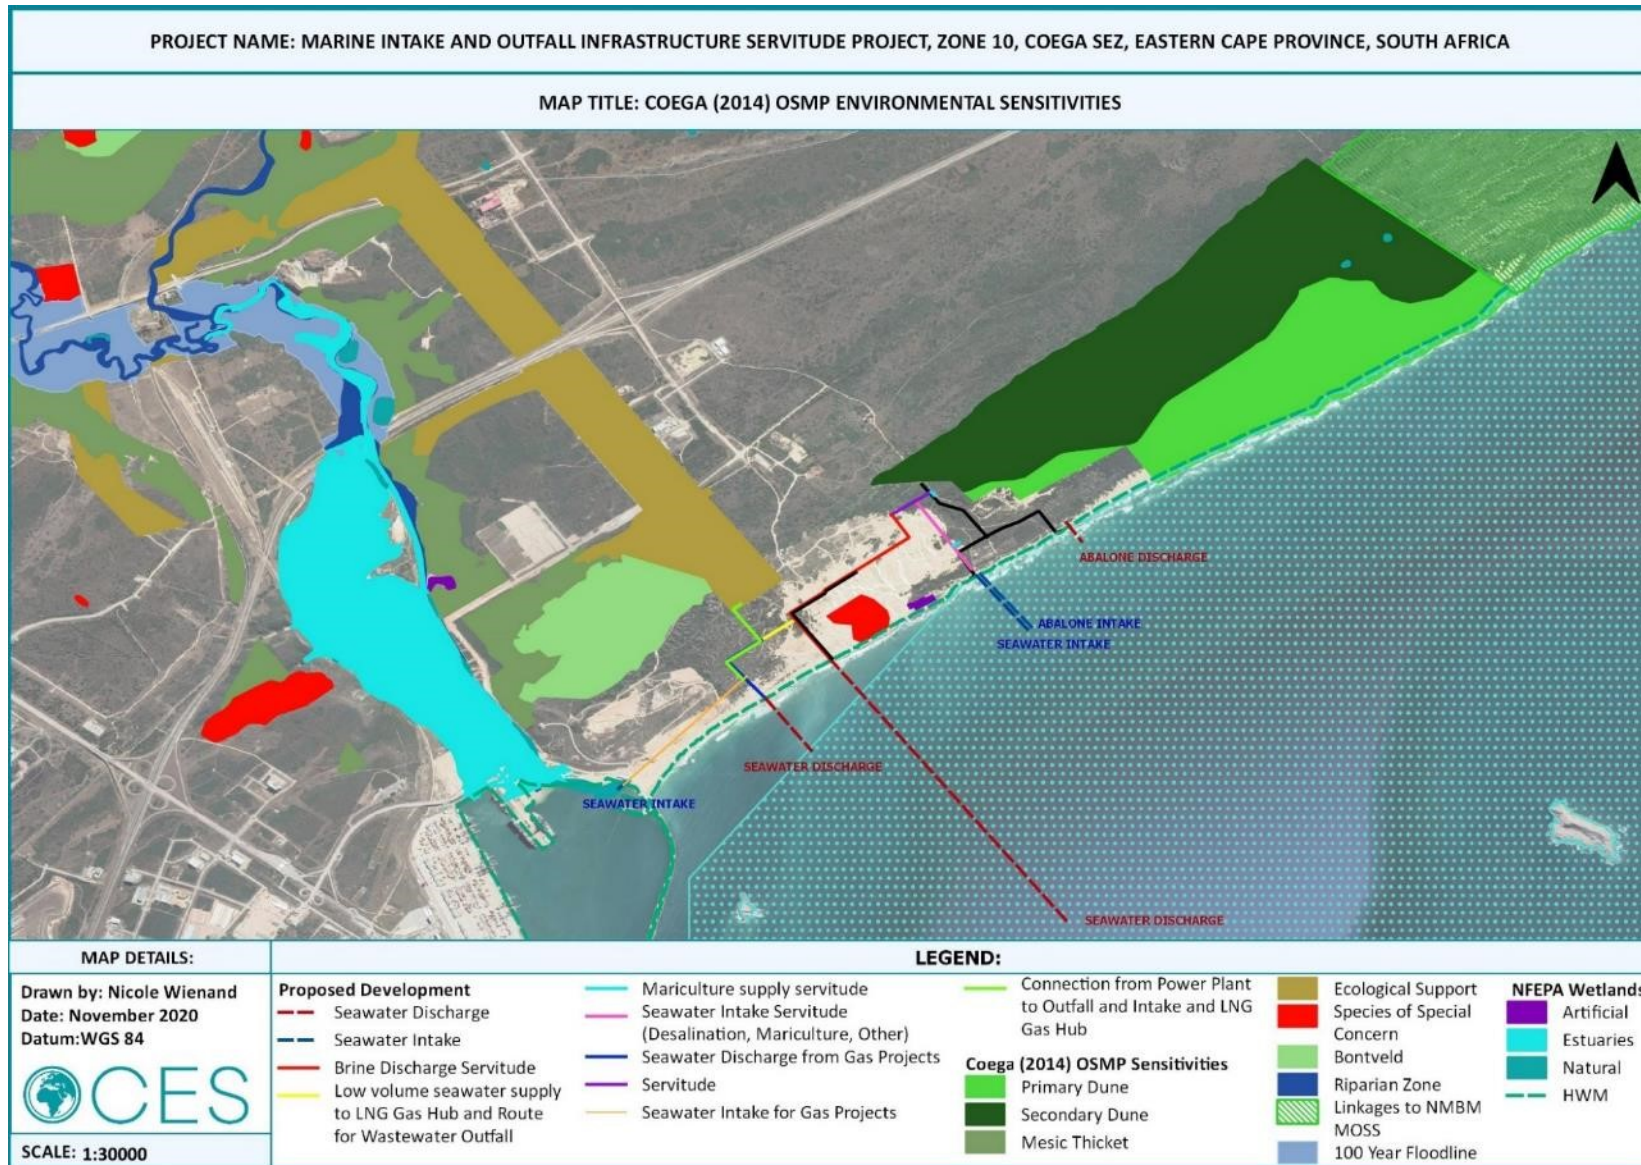 PROJECT NAME: MARINE INTAKE AND OUTFALL INFRASTRUCTURE SERVITUDE PROJECT, ZONE 10, COEGA SEZ, EASTERN CAPE PROVINCE, SOUTH AFRICA
MAP TITLE: COEGA (2014) OSMP ENVIRONMENTAL SENSITIVITIES
ABALONE DISCHARGE
ABALONE INTAKE
SEAWATER INTAKE
SEAWATER DISCHARGE
SEAWATER INTAKE
SEAWATER DISCHARGE
MAP DETAILS:
Drawn by: Nicole Wienand
Date: November 2020
Datum:WGS 84
CES
SCALE: 1:30000
LEGEND:
Proposed Development
Seawater Discharge
Seawater Intake
Brine Discharge Servitude
Low volume seawater supply
to LNG Gas Hub and Route
for Wastewater Outfall
Mariculture supply servitude
Seawater Intake Servitude
(Desalination, Mariculture, Other)
Seawater Discharge from Gas Projects
Servitude
Seawater Intake for Gas Projects
Connection from Power Plant
to Outfall and Intake and LNG
Gas Hub
Coega (2014) OSMP Sensitivities
Primary Dune
Secondary Dune
Mesic Thicket
Ecological Support
Species of Special
Concern
Bontveld
Riparian Zone
Linkages to NMBM
MOSS
100 Year Floodline
NFEPA Wetlands
Artificial
Estuaries
Natural
HWM